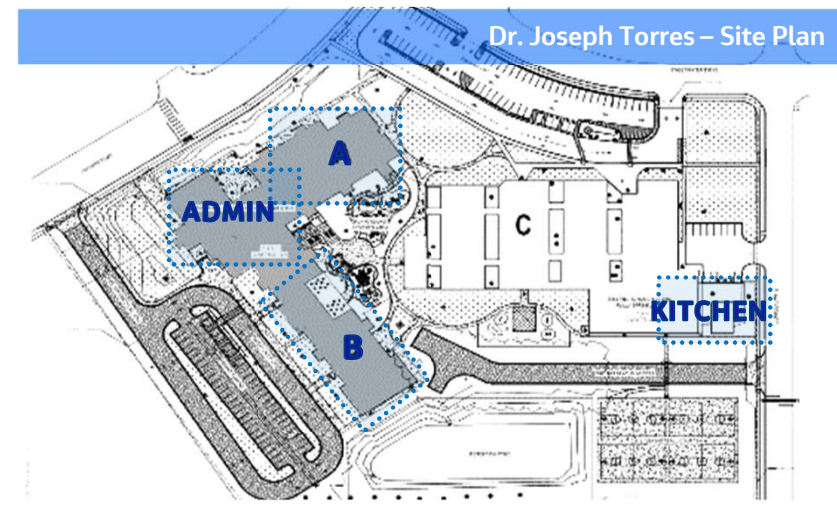 Dr. Joseph Torres – Site Plan
A
ADMIN
C
KITCHEN
B